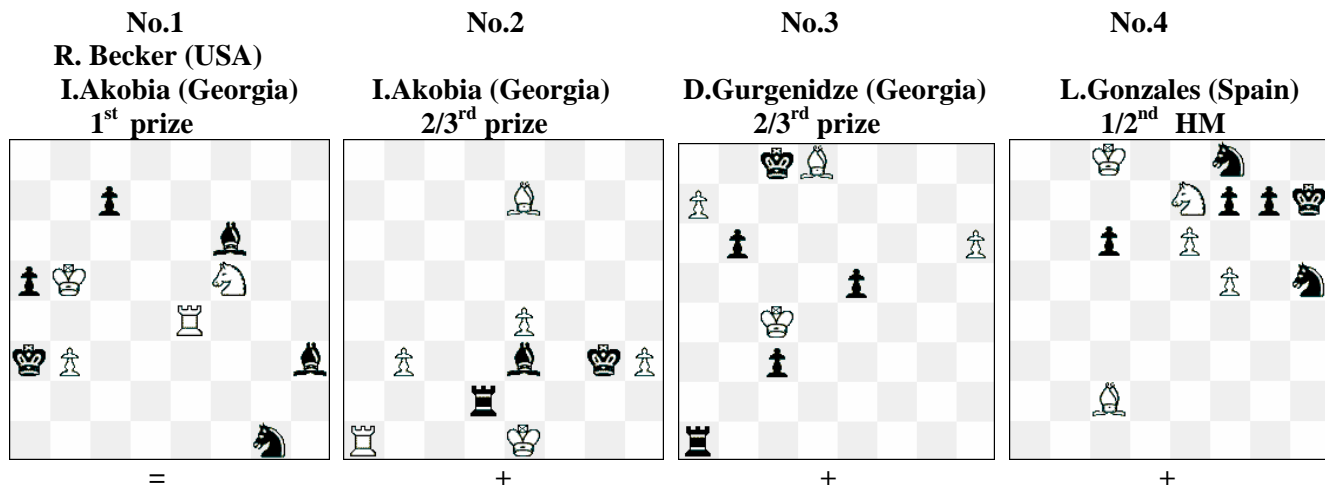 No.1 No.2 No.3 No.4
R. Becker (USA)
I.Akobia (Georgia) I.Akobia (Georgia) D.Gurgenidze (Georgia) L.Gonzales (Spain)
1st prize 2/3rd prize 2/3rd prize 1/2nd HM
= + + +